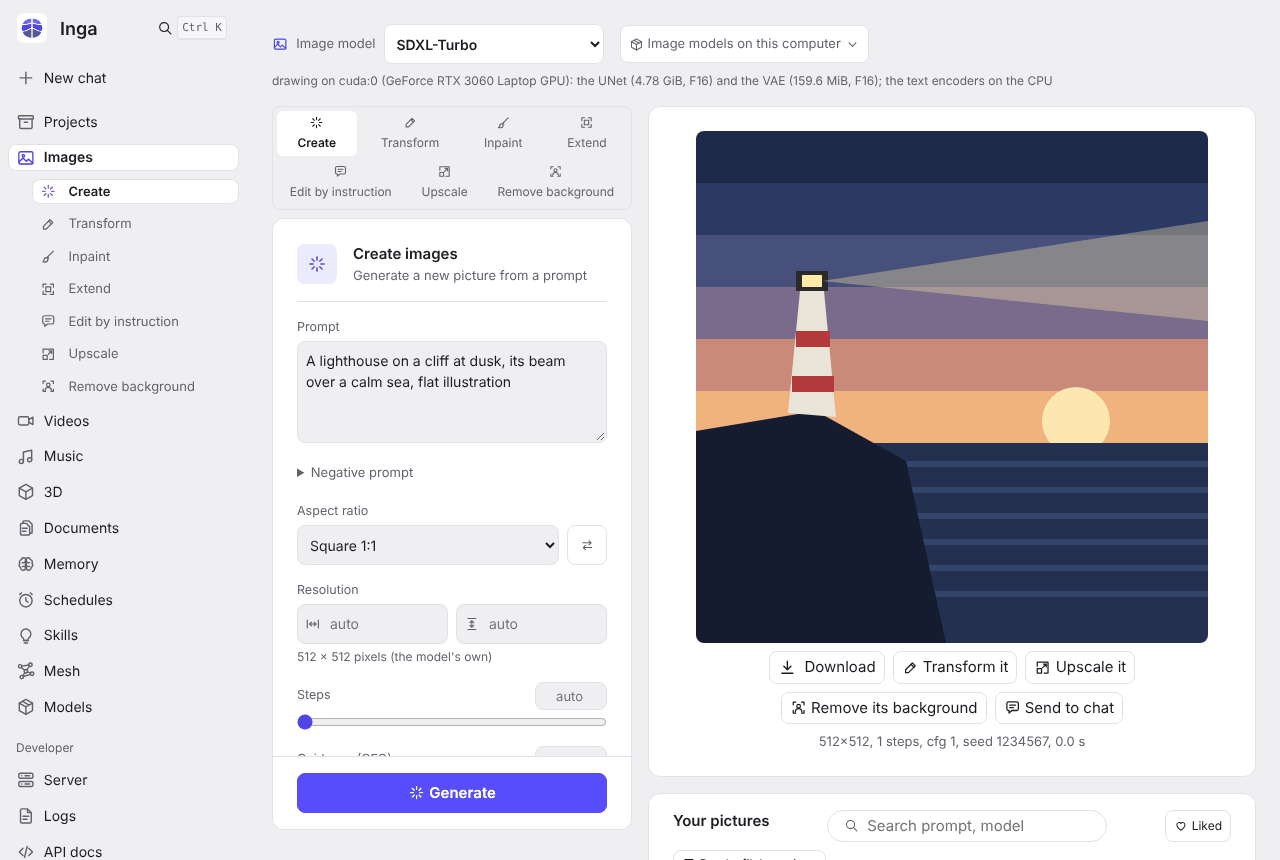 Inga
Ctrl K
New chat
Projects
Images
Create
Transform
Inpaint
Extend
Edit by instruction
Upscale
Remove background
Videos
Music
3D
Documents
Memory
Schedules
Skills
Mesh
Models
Developer
Server
Logs
API docs
Image model
SDXL-Turbo
Image models on this computer
drawing on cuda:0 (GeForce RTX 3060 Laptop GPU): the UNet (4.78 GiB, F16) and the VAE (159.6 MiB, F16); the text encoders on the CPU
Create
Transform
Inpaint
Extend
Edit by instruction
Upscale
Remove background
Create images
Generate a new picture from a prompt
Prompt
A lighthouse on a cliff at dusk, its beam
over a calm sea, flat illustration
Negative prompt
Aspect ratio
Square 1:1
Resolution
auto
auto
512 × 512 pixels (the model's own)
Steps
auto
Generate
Download
Transform it
Upscale it
Remove its background
Send to chat
512×512, 1 steps, cfg 1, seed 1234567, 0.0 s
Your pictures
Search prompt, model
Liked